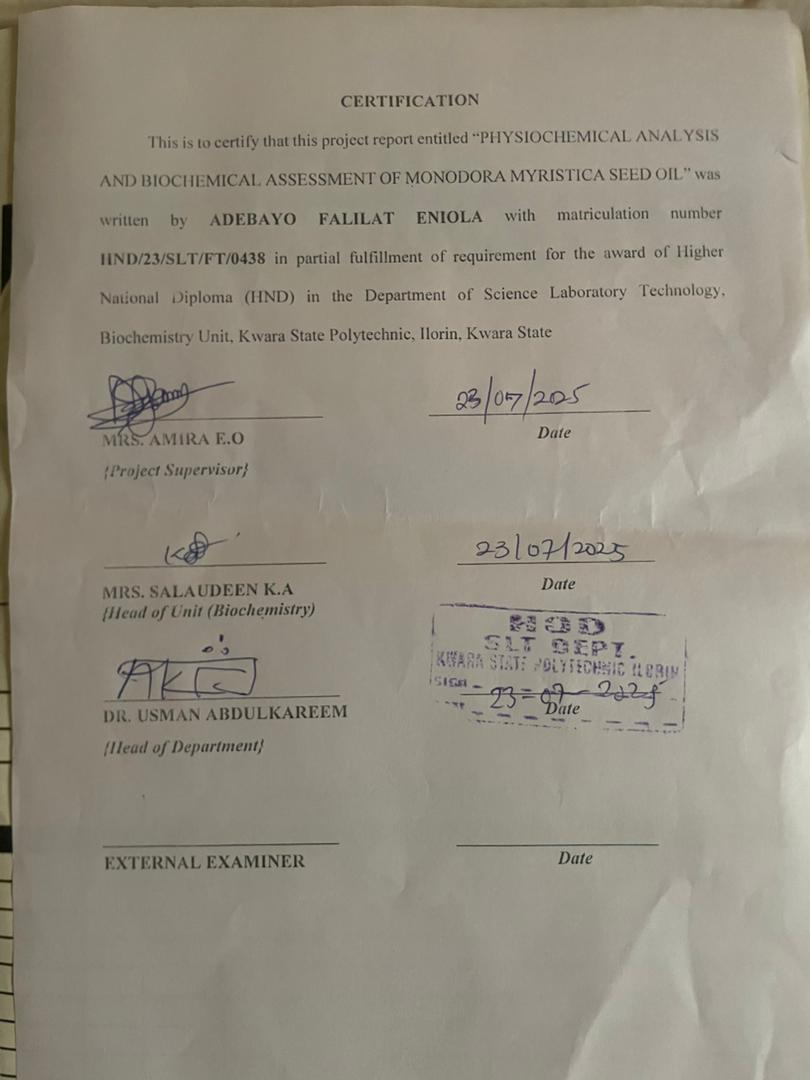 CERTIFICATION
This is to certify that this project report entitled “PHYSIOCHEMICAL ANALYSIS
AND BIOCHEMICAL ASSESSMENT OF MONODORA MYRISTICA SEED OIL” was
written by ADEBAYO FALILAT ENIOLA with matriculation number
HND/23/SLT/FT/0438 in partial fulfillment of requirement for the award of Higher
National Diploma (HND) in the Department of Science Laboratory Technology,
Biochemistry Unit, Kwara State Polytechnic, Ilorin, Kwara State
23/07/2025
MRS. AMIRA E.O
Date
{Project Supervisor}
23/07/2025
MRS. SALAUDEEN K.A
Date
{Head of Unit (Biochemistry)
HOD
SLT DEPT.
KWARA STATE POLYTECHNIC ILORIN
SIGN
23-07-2025
DR. USMAN ABDULKAREEM
Date
{Head of Department}
EXTERNAL EXAMINER
Date